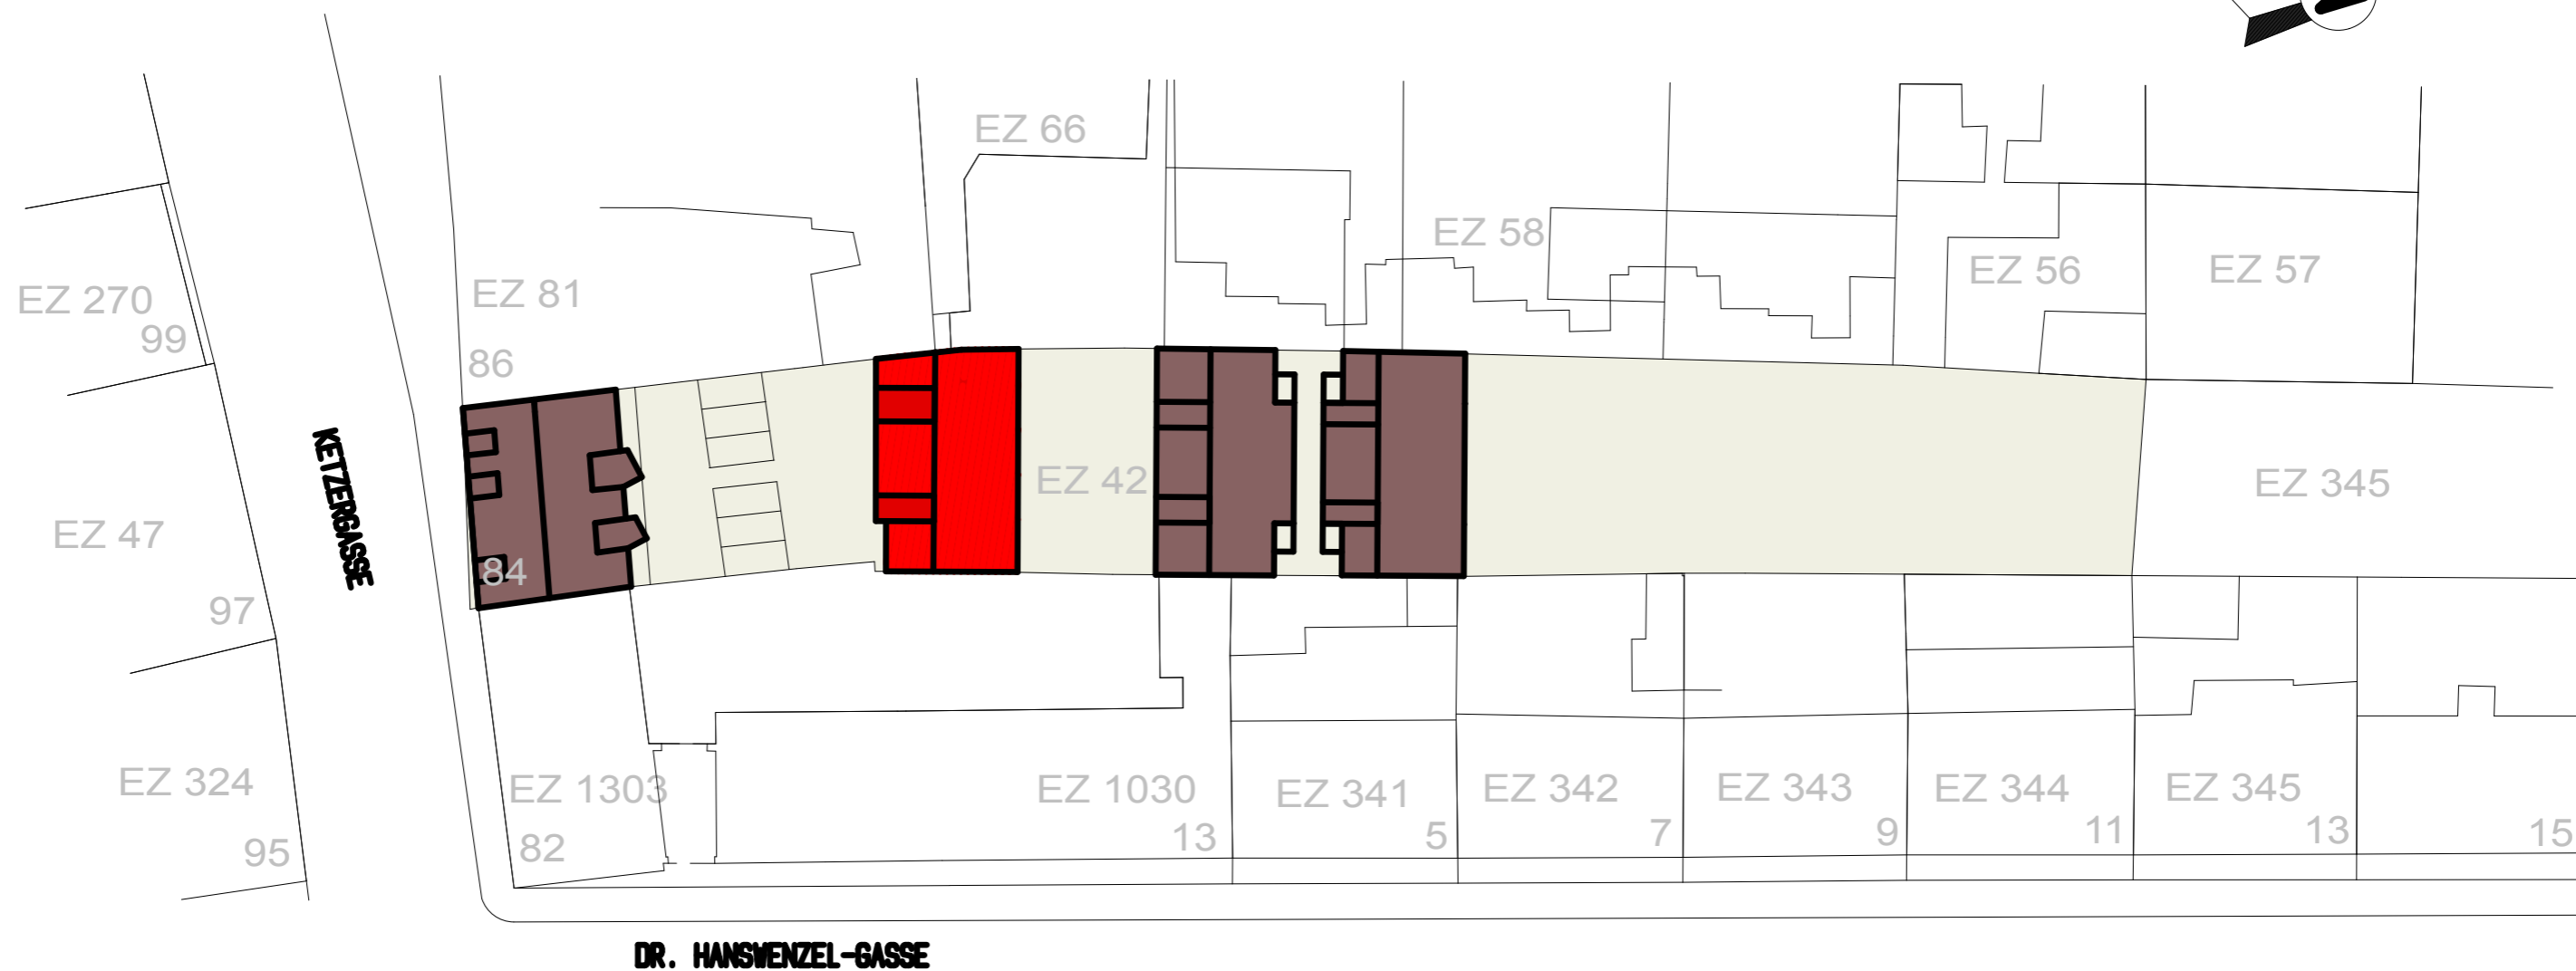 EZ 66
EZ 58
EZ 56
EZ 57
EZ 270
99
EZ 81
86
KETZERGASSE
EZ 42
EZ 345
EZ 47
84
97
EZ 324
95
EZ 1303
82
EZ 1030
13
EZ 341
5
EZ 342
7
EZ 343
9
EZ 344
11
EZ 345
13
15
DR. HANSWENZEL-GASSE